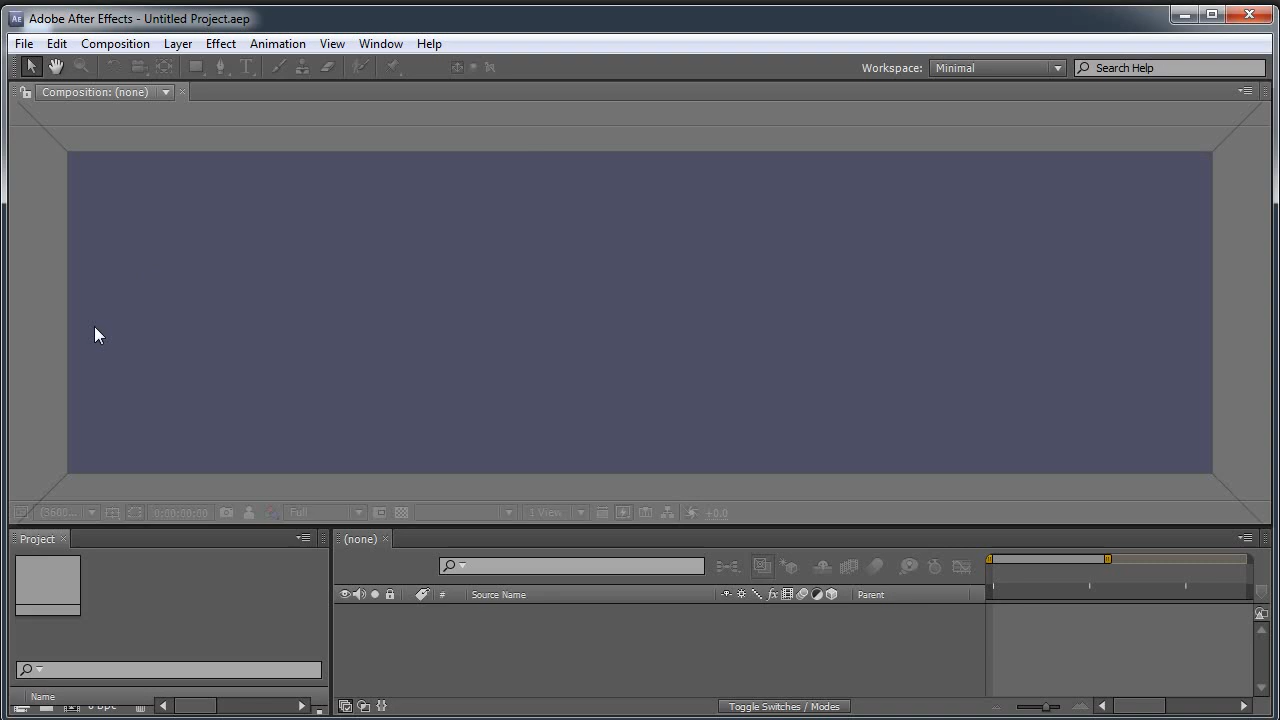 Adobe After Effects - Untitled Project.aep
File Edit Composition Layer Effect Animation View Window Help
Workspace: Minimal Search Help
Composition: (none)
(3600... 0:00:00:00 Full 1 View +0.0
Project
(none)
# Source Name Parent
Name
Toggle Switches / Modes